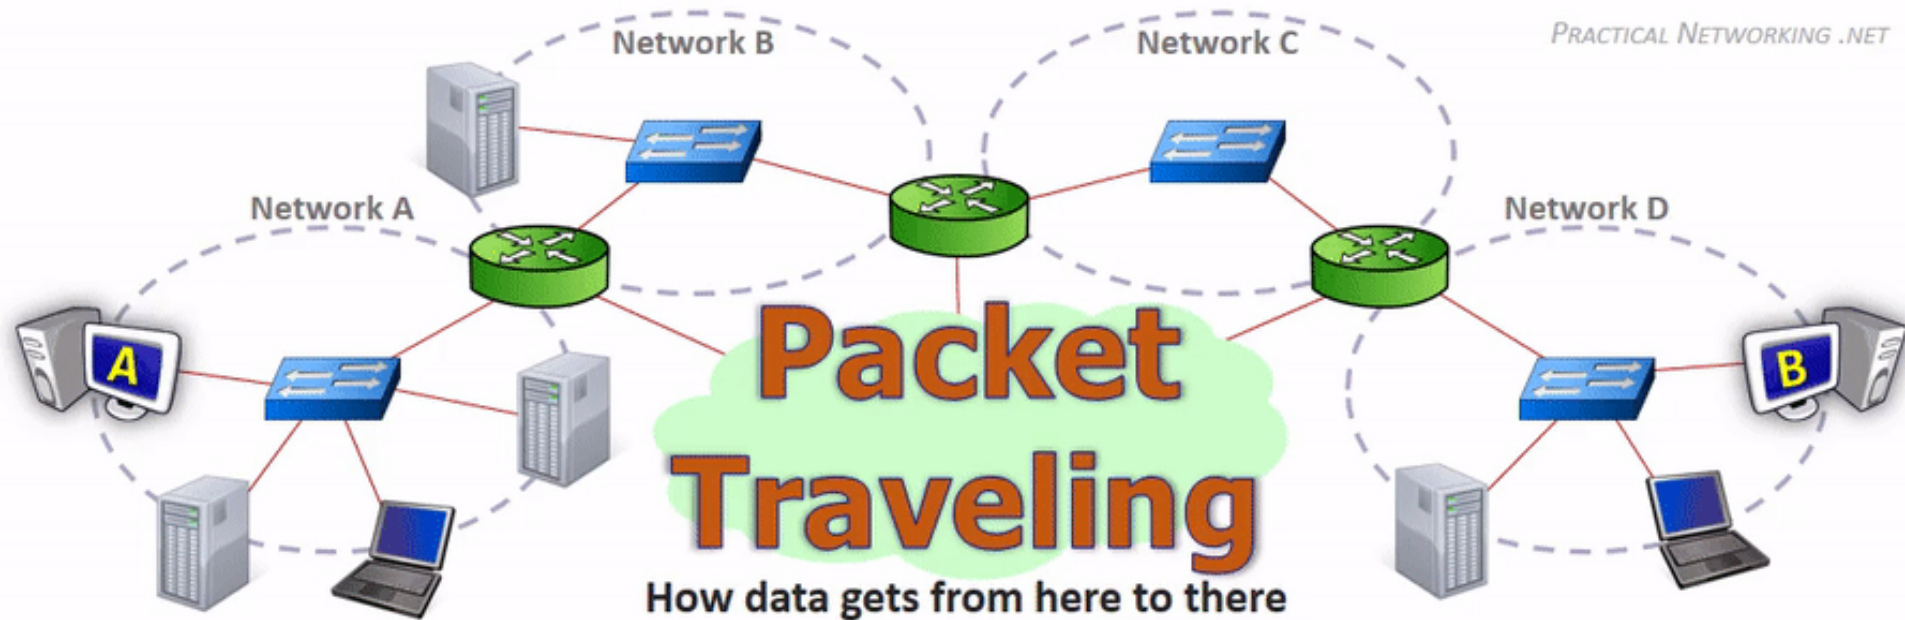 Network B
Network C
PRACTICAL NETWORKING .NET
Network A
Network D
A
B
Packet
Traveling
How data gets from here to there